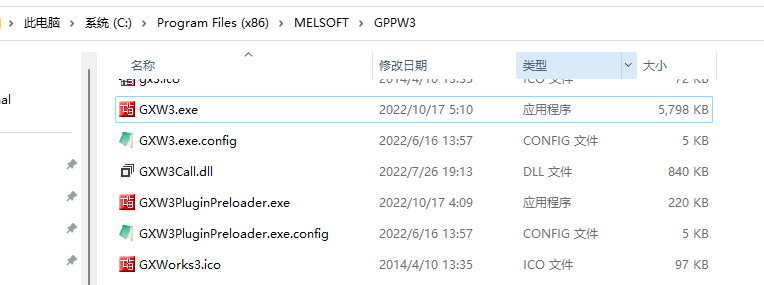 此电脑 › 系统 (C:) › Program Files (x86) › MELSOFT › GPPW3
名称 修改日期 类型 大小
gx3.ico 2014/4/10 13:35 ICO 文件 72 KB
GXW3.exe 2022/10/17 5:10 应用程序 5,798 KB
GXW3.exe.config 2022/6/16 13:57 CONFIG 文件 5 KB
GXW3Call.dll 2022/7/26 19:13 DLL 文件 840 KB
GXW3PluginPreloader.exe 2022/10/17 4:09 应用程序 220 KB
GXW3PluginPreloader.exe.config 2022/6/16 13:57 CONFIG 文件 5 KB
GXWorks3.ico 2014/4/10 13:35 ICO 文件 97 KB